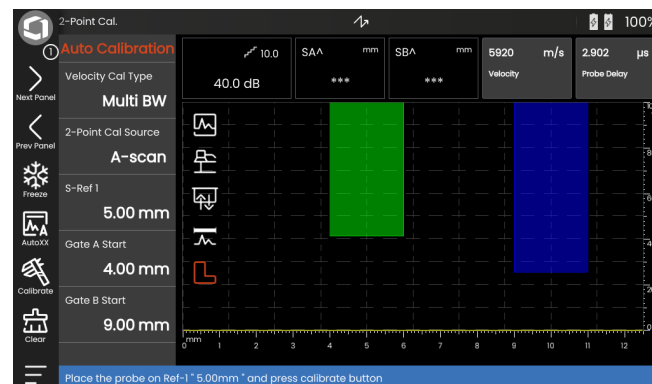 2-Point Cal.
100%
1
Auto Calibration
10.0
40.0 dB
SA^ mm
***
SB^ mm
***
5920 m/s
Velocity
2.902 µs
Probe Delay
Next Panel
Velocity Cal Type
Multi BW
Prev Panel
2-Point Cal Source
A-scan
Freeze
S-Ref 1
5.00 mm
AutoXX
Gate A Start
4.00 mm
Calibrate
Gate B Start
9.00 mm
Clear
0 mm 1 2 3 4 5 6 7 8 9 10 11 12
Place the probe on Ref-1 " 5.00mm " and press calibrate button